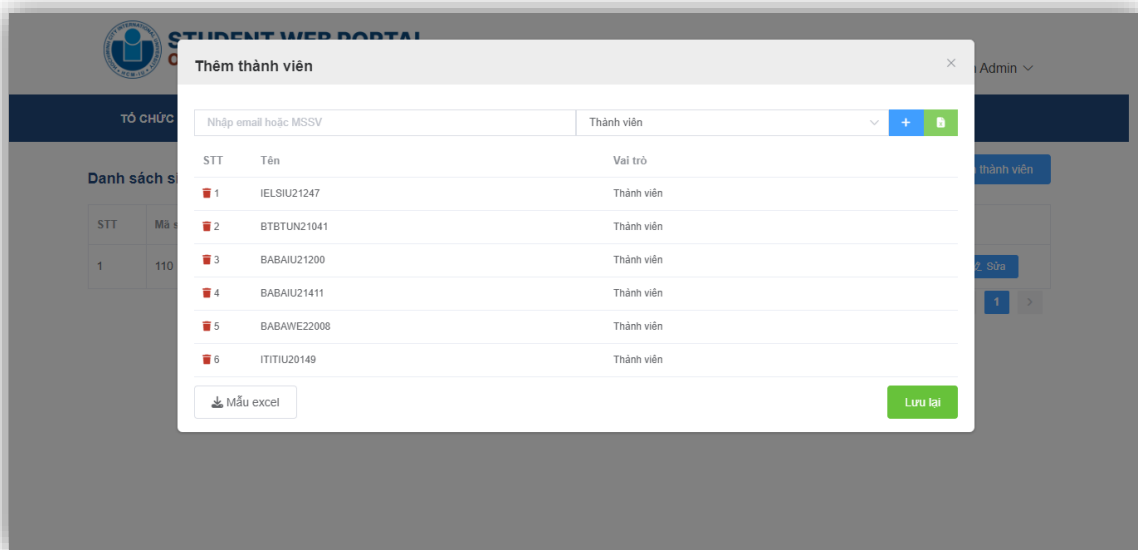 STUDENT WEB PORTAL
Thêm thành viên
Admin
TỔ CHỨC
Nhập email hoặc MSSV
Thành viên
STT Tên Vai trò
1 IELSIU21247 Thành viên
2 BTBTUN21041 Thành viên
3 BABAIU21200 Thành viên
4 BABAIU21411 Thành viên
5 BABAWE22008 Thành viên
6 ITITIU20149 Thành viên
Mẫu excel
Lưu lại
Danh sách
thành viên
STT Mã
1 110
Sửa
1